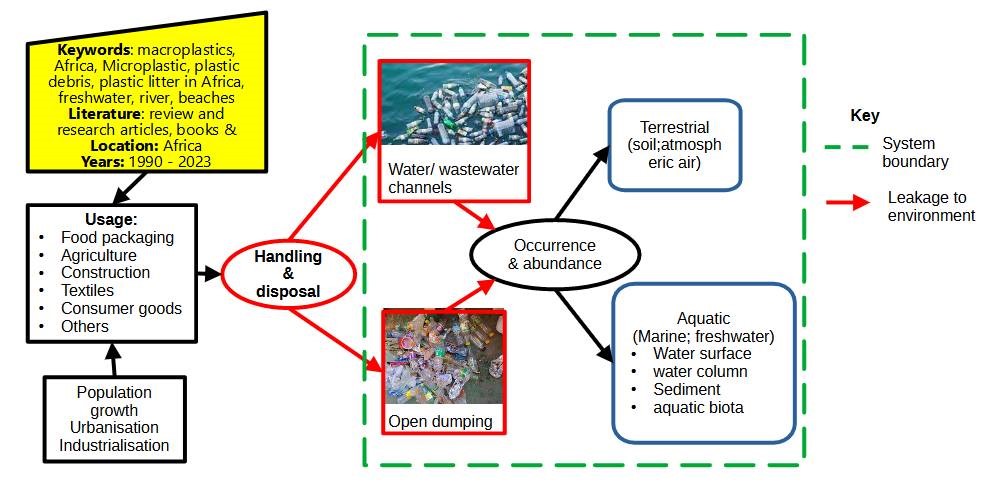 Keywords: macroplastics,
Africa, Microplastic, plastic
debris, plastic litter in Africa,
freshwater, river, beaches
Literature: review and
research articles, books &
Location: Africa
Years: 1990 - 2023
Usage:
• Food packaging
• Agriculture
• Construction
• Textiles
• Consumer goods
• Others
Population
growth
Urbanisation
Industrialisation
Handling
&
disposal
Water/ wastewater
channels
Open dumping
Occurrence
& abundance
Terrestrial
(soil;atmosph
eric air)
Aquatic
(Marine; freshwater)
• Water surface
• water column
• Sediment
• aquatic biota
Key
System
boundary
Leakage to
environment